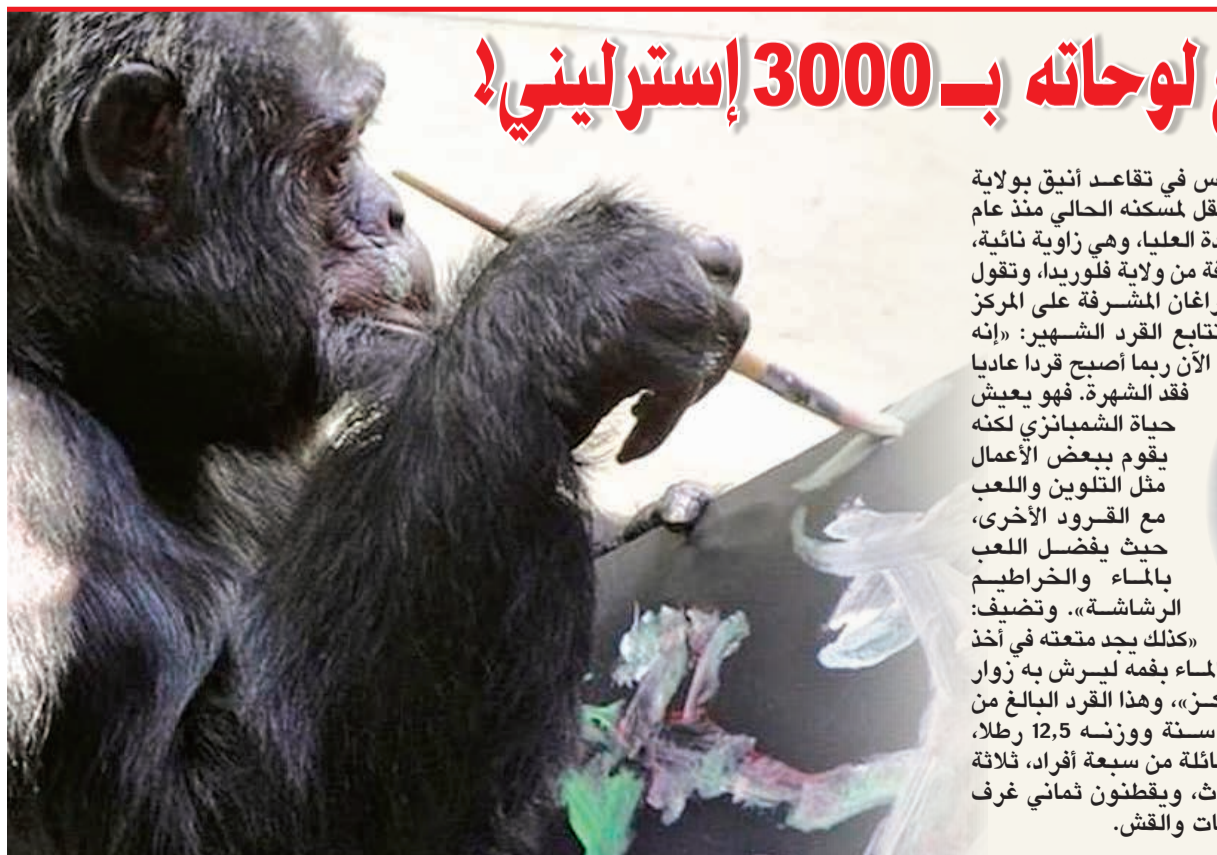 لوحاته بـ 3000 إسترليني!
في تقاعد أنيق بولاية
لمسكنه الحالي منذ عام
العليا، وهي زاوية نائية،
من ولاية فلوريدا، وتقول
المشرفة على المركز
القرد الشهير: «إنه
الآن ربما أصبح قردا عاديا
فقد الشهرة. فهو يعيش
حياة الشمبانزي لكنه
يقوم ببعض الأعمال
مثل التلوين واللعب
مع القرود الأخرى،
حيث يفضل اللعب
بالماء والخراطيم
الرشاشة». وتضيف:
«كذلك يجد متعته في أخذ
بفمه ليرش به زوار
وهذا القرد البالغ من
سنة ووزنه 12,5 رطلا،
من سبعة أفراد، ثلاثة
ويقطنون ثماني غرف
والقش.